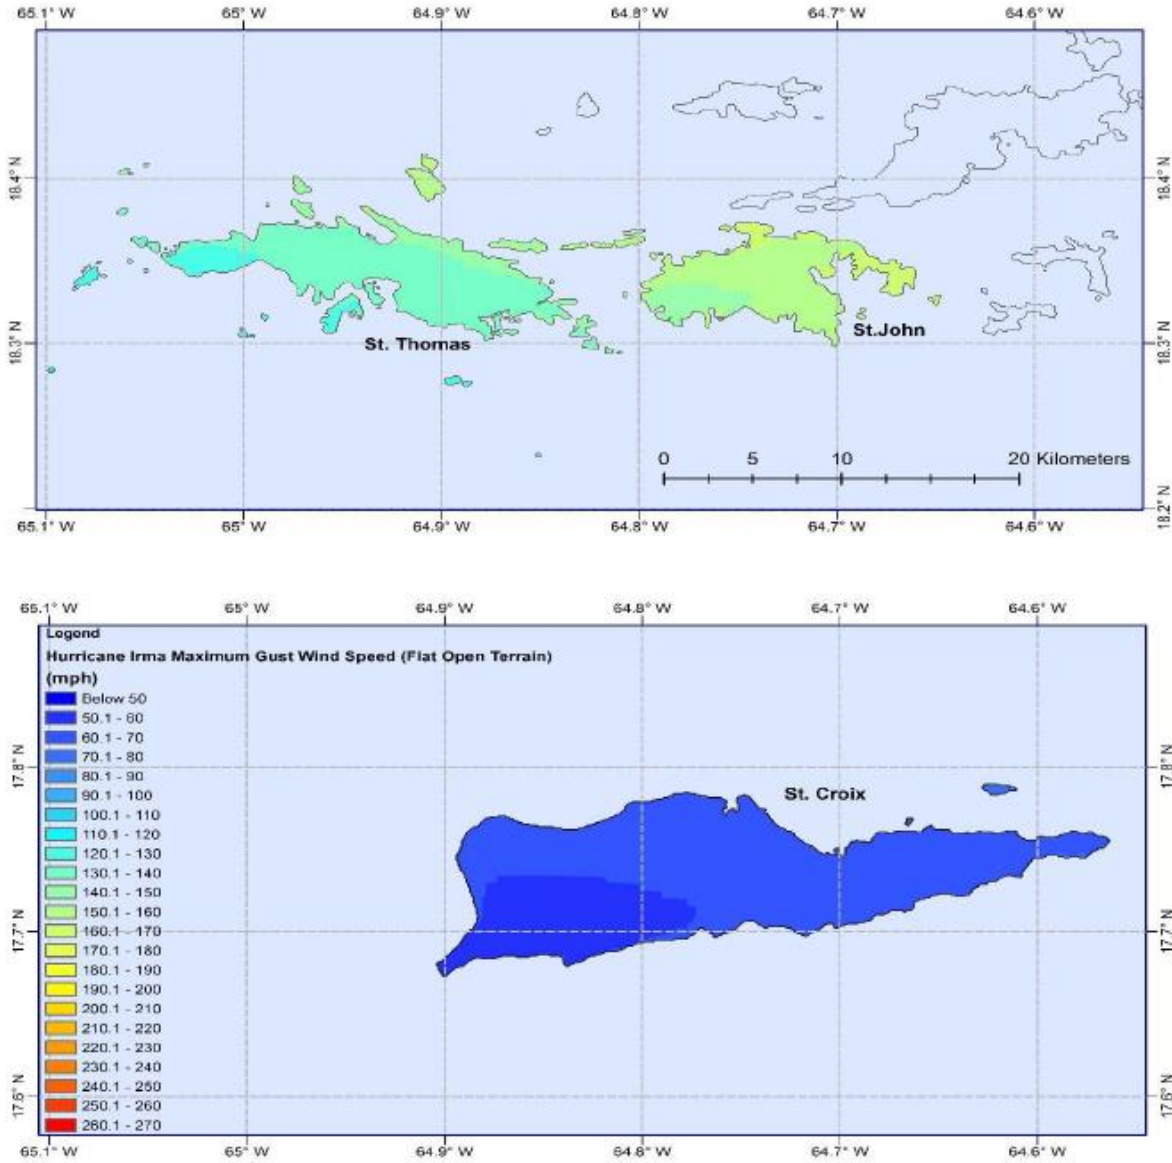 65.1° W 65° W 64.9° W 64.8° W 64.7° W 64.6° W
18.4° N 18.4° N
St. Thomas
St.John
18.3° N 18.3° N
0 5 10 20 Kilometers
18.2° N
65.1° W 65° W 64.9° W 64.8° W 64.7° W 64.6° W
65.1° W 65° W 64.9° W 64.8° W 64.7° W 64.6° W
Legend
Hurricane Irma Maximum Gust Wind Speed (Flat Open Terrain)
(mph)
Below 50
50.1 - 60
60.1 - 70
70.1 - 80
80.1 - 90
90.1 - 100
100.1 - 110
110.1 - 120
120.1 - 130
130.1 - 140
140.1 - 150
150.1 - 160
160.1 - 170
170.1 - 180
180.1 - 190
190.1 - 200
200.1 - 210
210.1 - 220
220.1 - 230
230.1 - 240
240.1 - 250
250.1 - 260
260.1 - 270
17.8° N 17.8° N
St. Croix
17.7° N 17.7° N
17.6° N 17.6° N
65.1° W 65° W 64.9° W 64.8° W 64.7° W 64.6° W